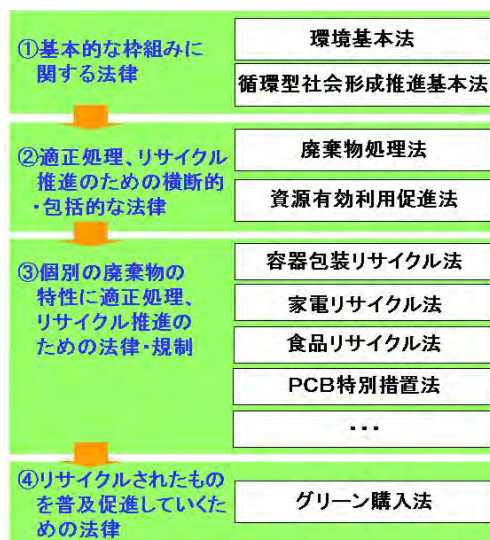 ①基本的な枠組みに
関する法律
環境基本法
循環型社会形成推進基本法
②適正処理、リサイクル
推進のための横断的
・包括的な法律
廃棄物処理法
資源有効利用促進法
③個別の廃棄物の
特性に適正処理、
リサイクル推進の
ための法律・規制
容器包装リサイクル法
家電リサイクル法
食品リサイクル法
PCB特別措置法
・・・
④リサイクルされたもの
を普及促進していくた
めの法律
グリーン購入法